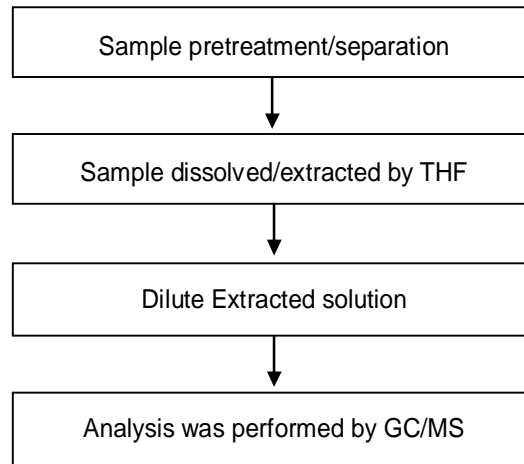 Sample pretreatment/separation
Sample dissolved/extracted by THF
Dilute Extracted solution
Analysis was performed by GC/MS